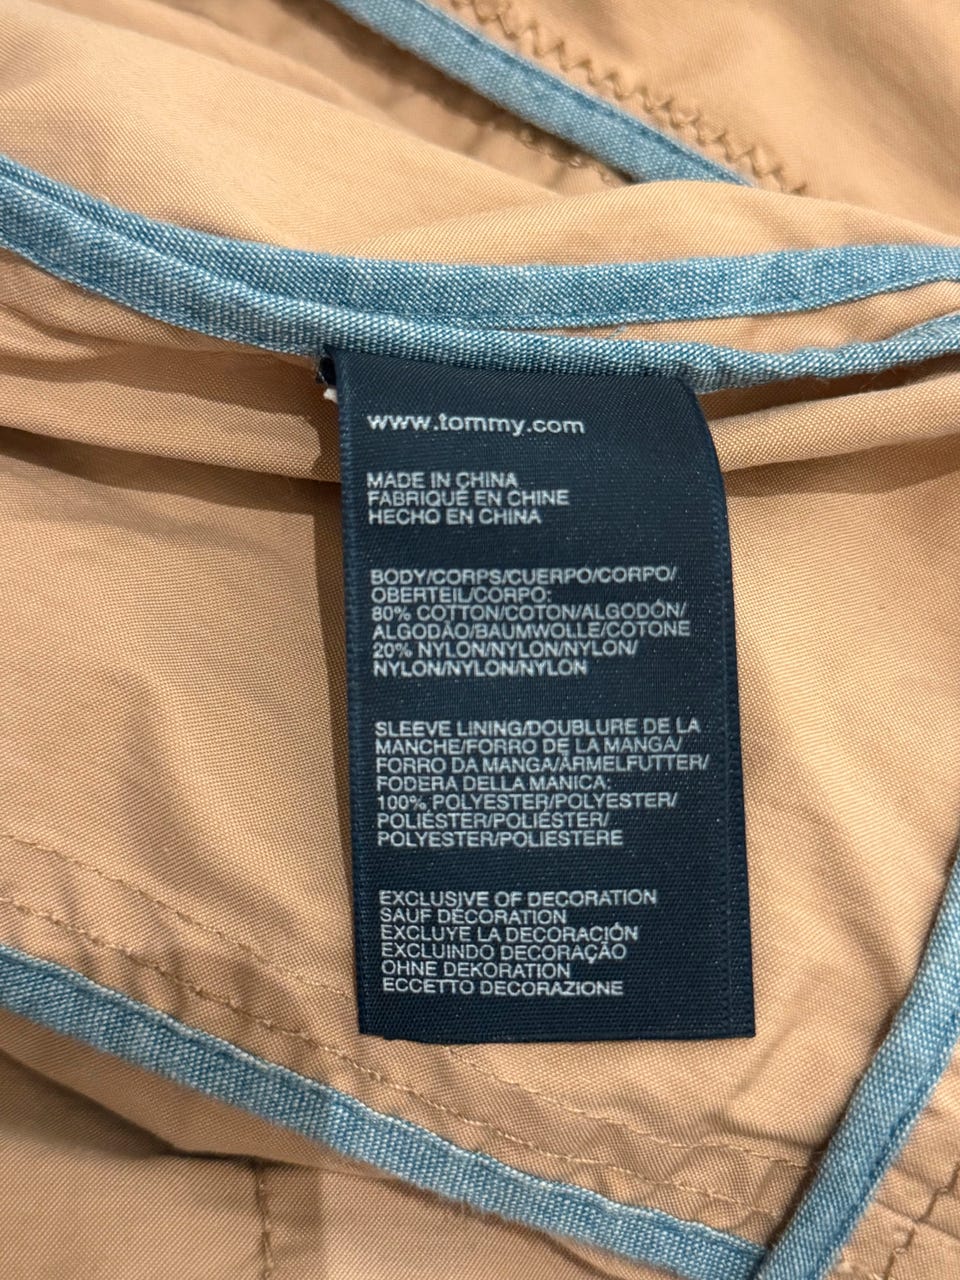 www.tommy.com
MADE IN CHINA
FABRIQUÉ EN CHINE
HECHO EN CHINA
BODY/CORPS/CUERPO/CORPO/
OBERTEIL/CORPO:
80% COTTON/COTON/ALGODÓN/
ALGODÃO/BAUMWOLLE/COTONE
20% NYLON/NYLON/NYLON/
NYLON/NYLON/NYLON
SLEEVE LINING/DOUBLURE DE LA
MANCHE/FORRO DE LA MANGA/
FORRO DA MANGA/ÄRMELFUTTER/
FODERA DELLA MANICA:
100% POLYESTER/POLYESTER/
POLIÉSTER/POLIÉSTER/
POLYESTER/POLIESTERE
EXCLUSIVE OF DECORATION
SAUF DÉCORATION
EXCLUYE LA DECORACIÓN
EXCLUINDO DECORAÇÃO
OHNE DEKORATION
ECCETTO DECORAZIONE